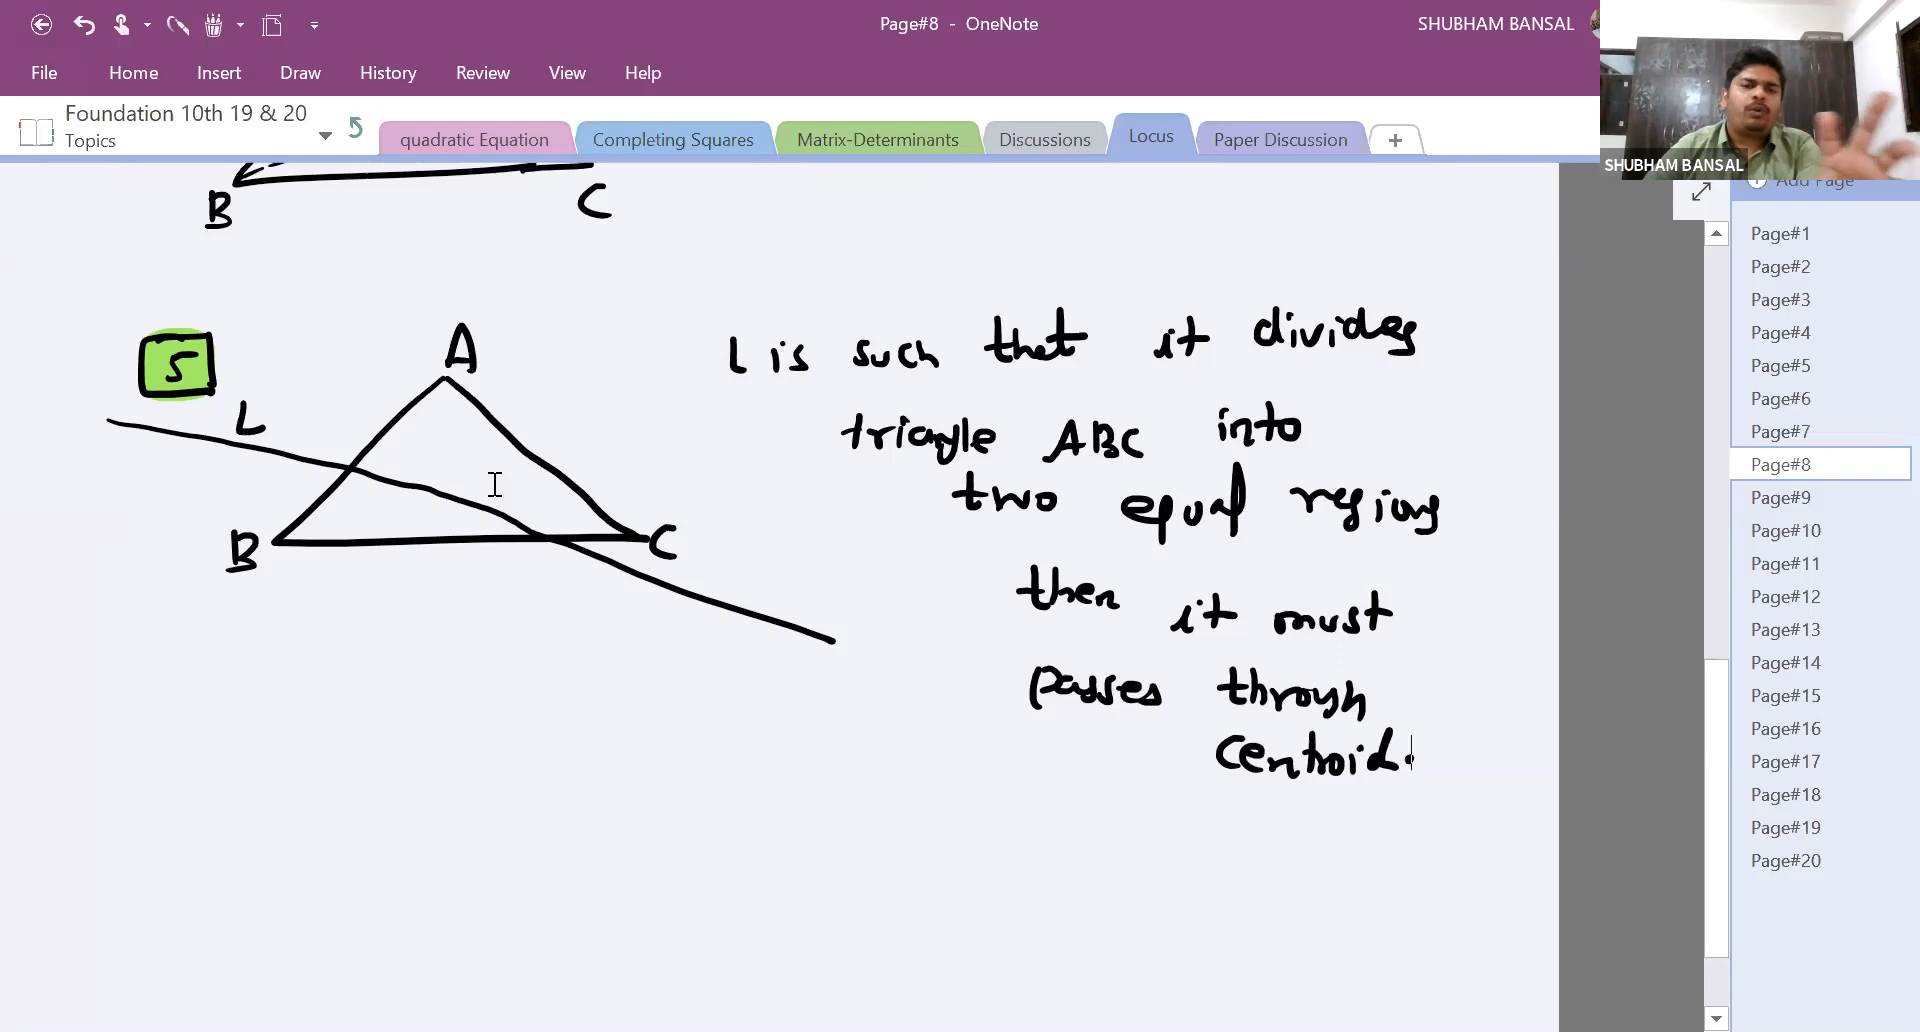 Page#8 - OneNote
SHUBHAM BANSAL
File Home Insert Draw History Review View Help
Foundation 10th 19 & 20
Topics
quadratic Equation Completing Squares Matrix-Determinants Discussions Locus Paper Discussion +
SHUBHAM BANSAL
Add Page
B C
5
A
L
B C
L is such that it divides
triangle ABC into
two equal regions
then it must
passes through
centroid.
Page#1
Page#2
Page#3
Page#4
Page#5
Page#6
Page#7
Page#8
Page#9
Page#10
Page#11
Page#12
Page#13
Page#14
Page#15
Page#16
Page#17
Page#18
Page#19
Page#20